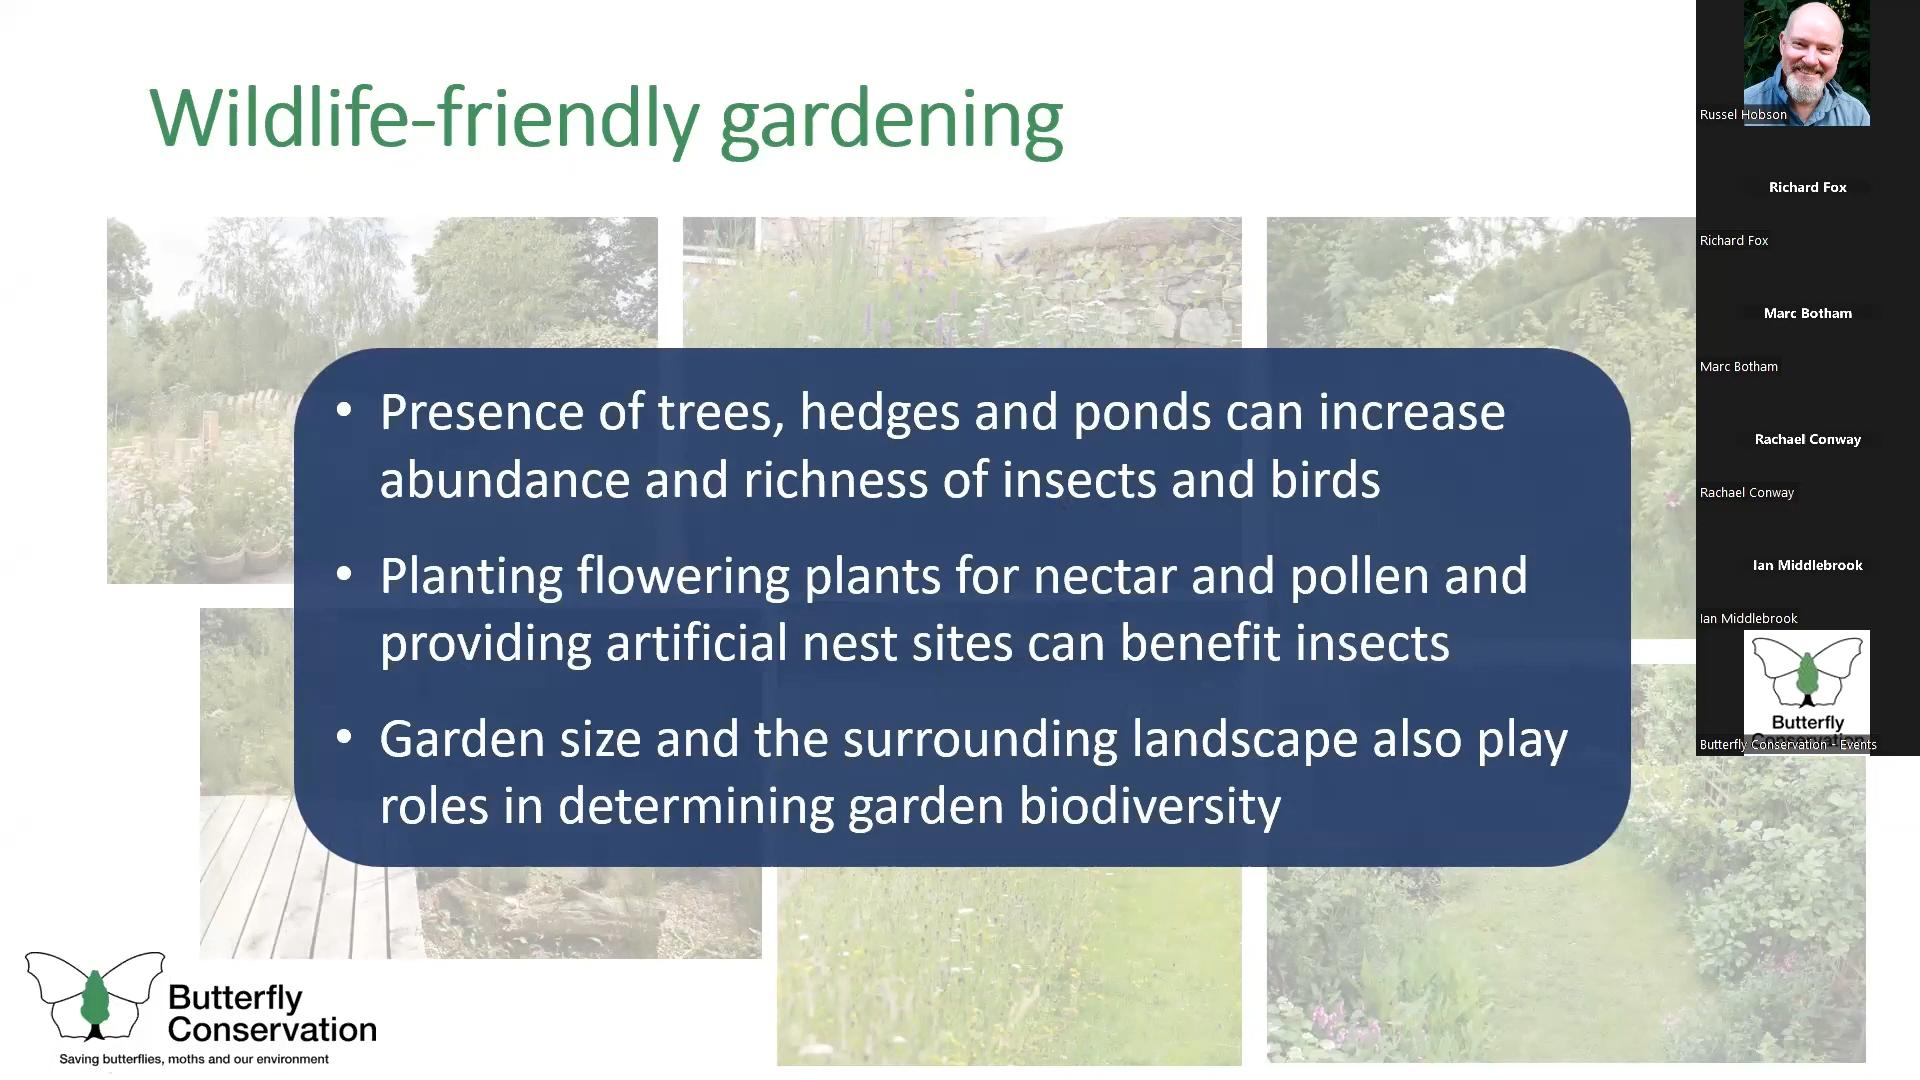 Wildlife-friendly gardening
• Presence of trees, hedges and ponds can increase
abundance and richness of insects and birds
• Planting flowering plants for nectar and pollen and
providing artificial nest sites can benefit insects
• Garden size and the surrounding landscape also play
roles in determining garden biodiversity
Butterfly
Conservation
Saving butterflies, moths and our environment
Russel Hobson
Richard Fox
Richard Fox
Marc Botham
Marc Botham
Rachael Conway
Rachael Conway
Ian Middlebrook
Ian Middlebrook
Butterfly
Conservation
Butterfly Conservation - Events